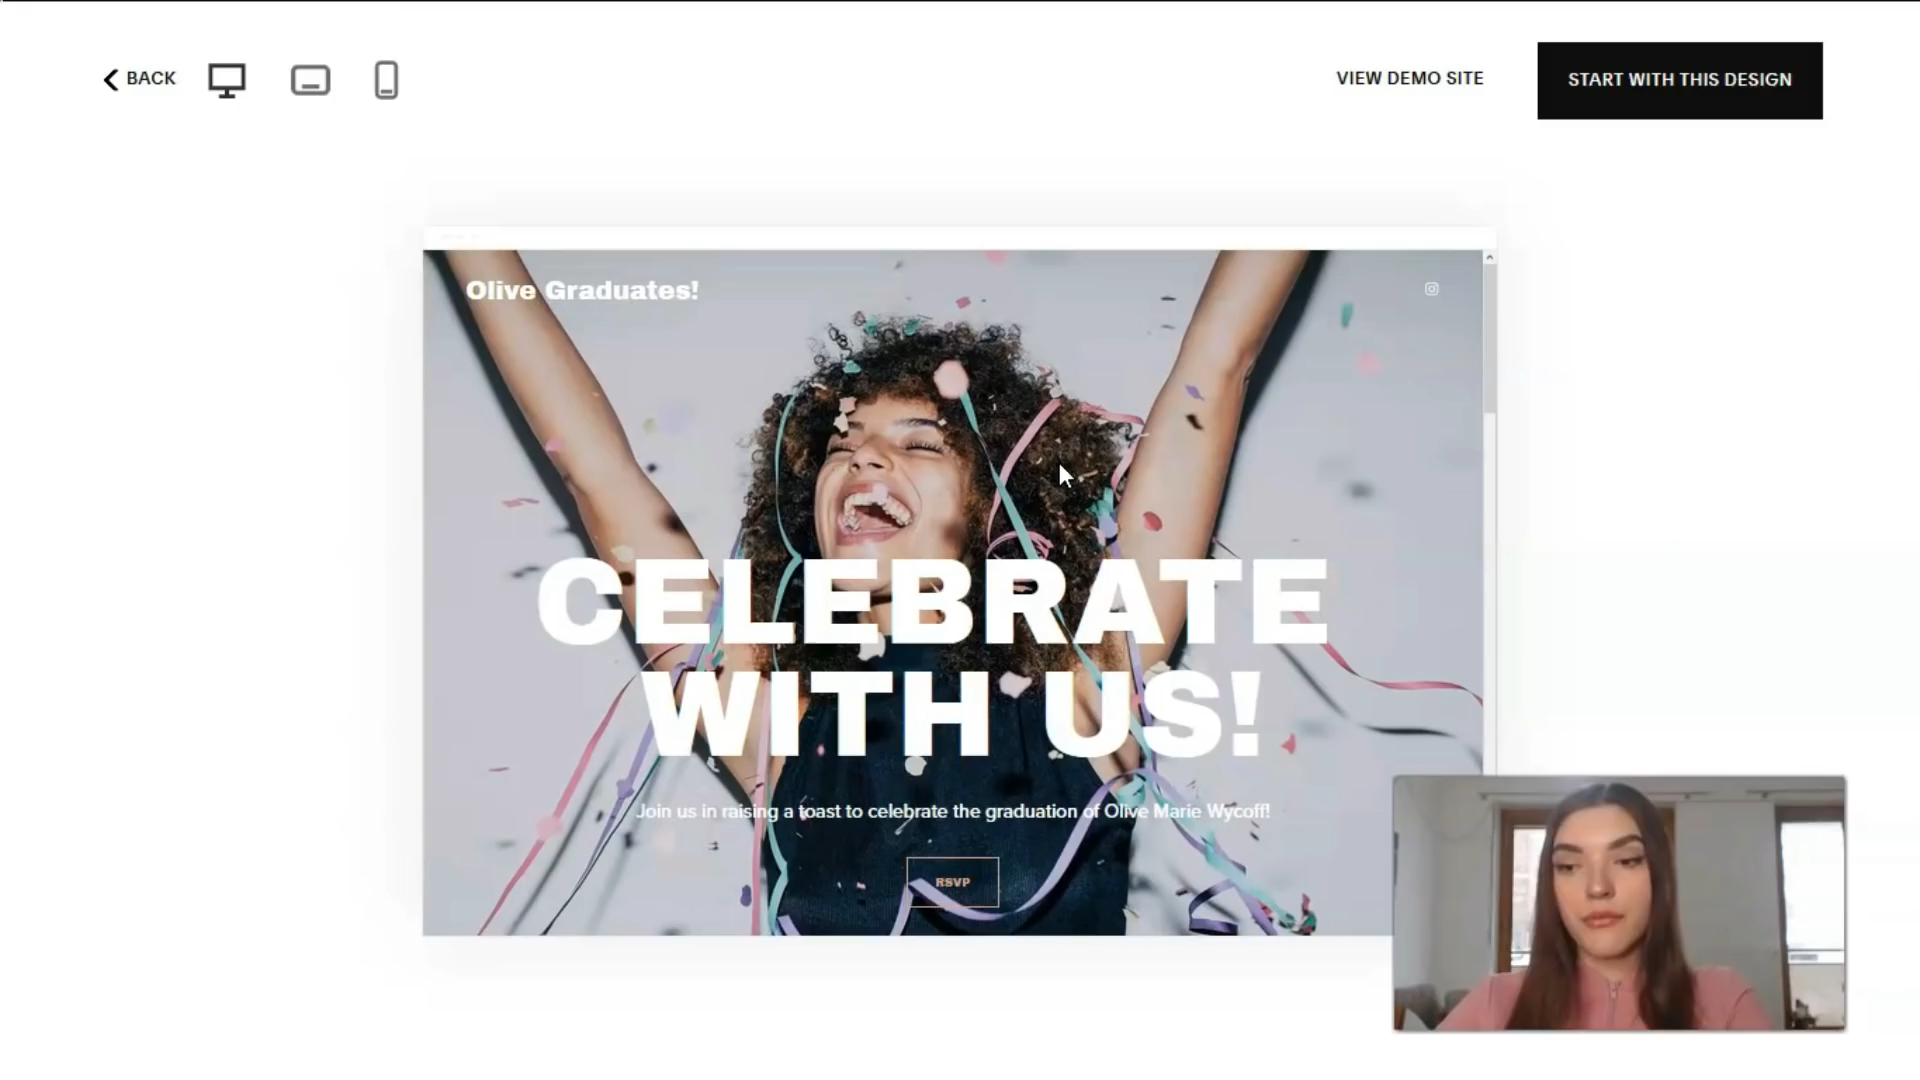 BACK
VIEW DEMO SITE
START WITH THIS DESIGN
Olive Graduates!
CELEBRATE
WITH US!
Join us in raising a toast to celebrate the graduation of Olive Marie Wycoff!
RSVP